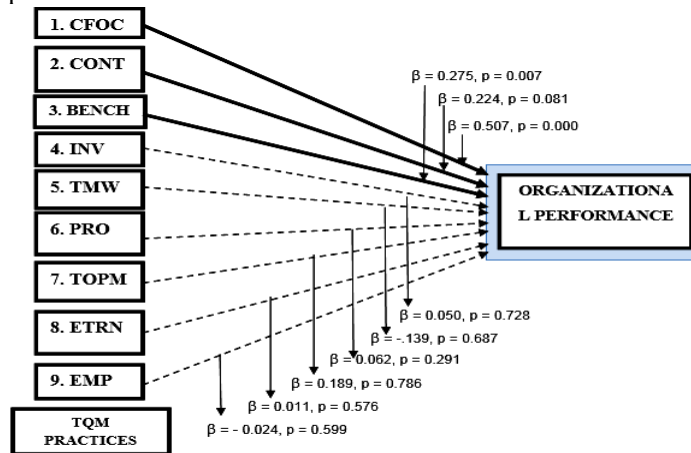 1. CFOC
2. CONT
3. BENCH
4. INV
5. TMW
6. PRO
7. TOPM
8. ETRN
9. EMP
TQM
PRACTICES
β = 0.275, p = 0.007
β = 0.224, p = 0.081
β = 0.507, p = 0.000
ORGANIZATIONA
L PERFORMANCE
β = 0.050, p = 0.728
β = -.139, p = 0.687
β = 0.062, p = 0.291
β = 0.189, p = 0.786
β = 0.011, p = 0.576
β = - 0.024, p = 0.599